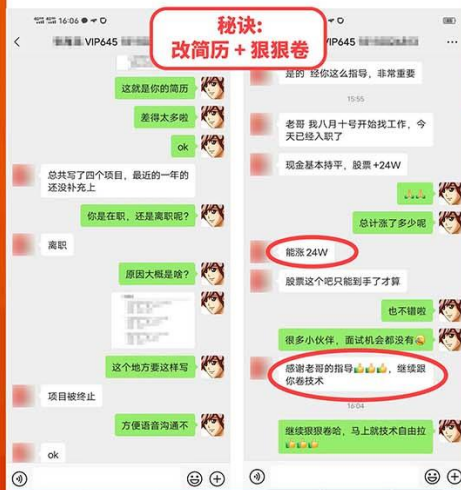 秘诀:
改简历 + 狠狠卷
16:06
VIP645
这就是你的简历
差得太多啦
ok
总共写了四个项目，最近的一年的
还没补充上
你是在职，还是离职呢?
离职
原因大概是啥?
这个地方要这样写
项目被终止
方便语音沟通不
ok
VIP645
是的 经你这么指导，非常重要
15:55
老哥 我八月十号开始找工作，今
天已经入职了
现金基本持平，股票+24W
总计涨了多少呢
能涨24W
股票这个吧只能到手了才算
也不错啦
很多小伙伴，面试机会都没有
感谢老哥的指导👍👍👍，继续跟
你卷技术
16:04
继续狠狠卷哈，马上就技术自由拉
👍👍👍